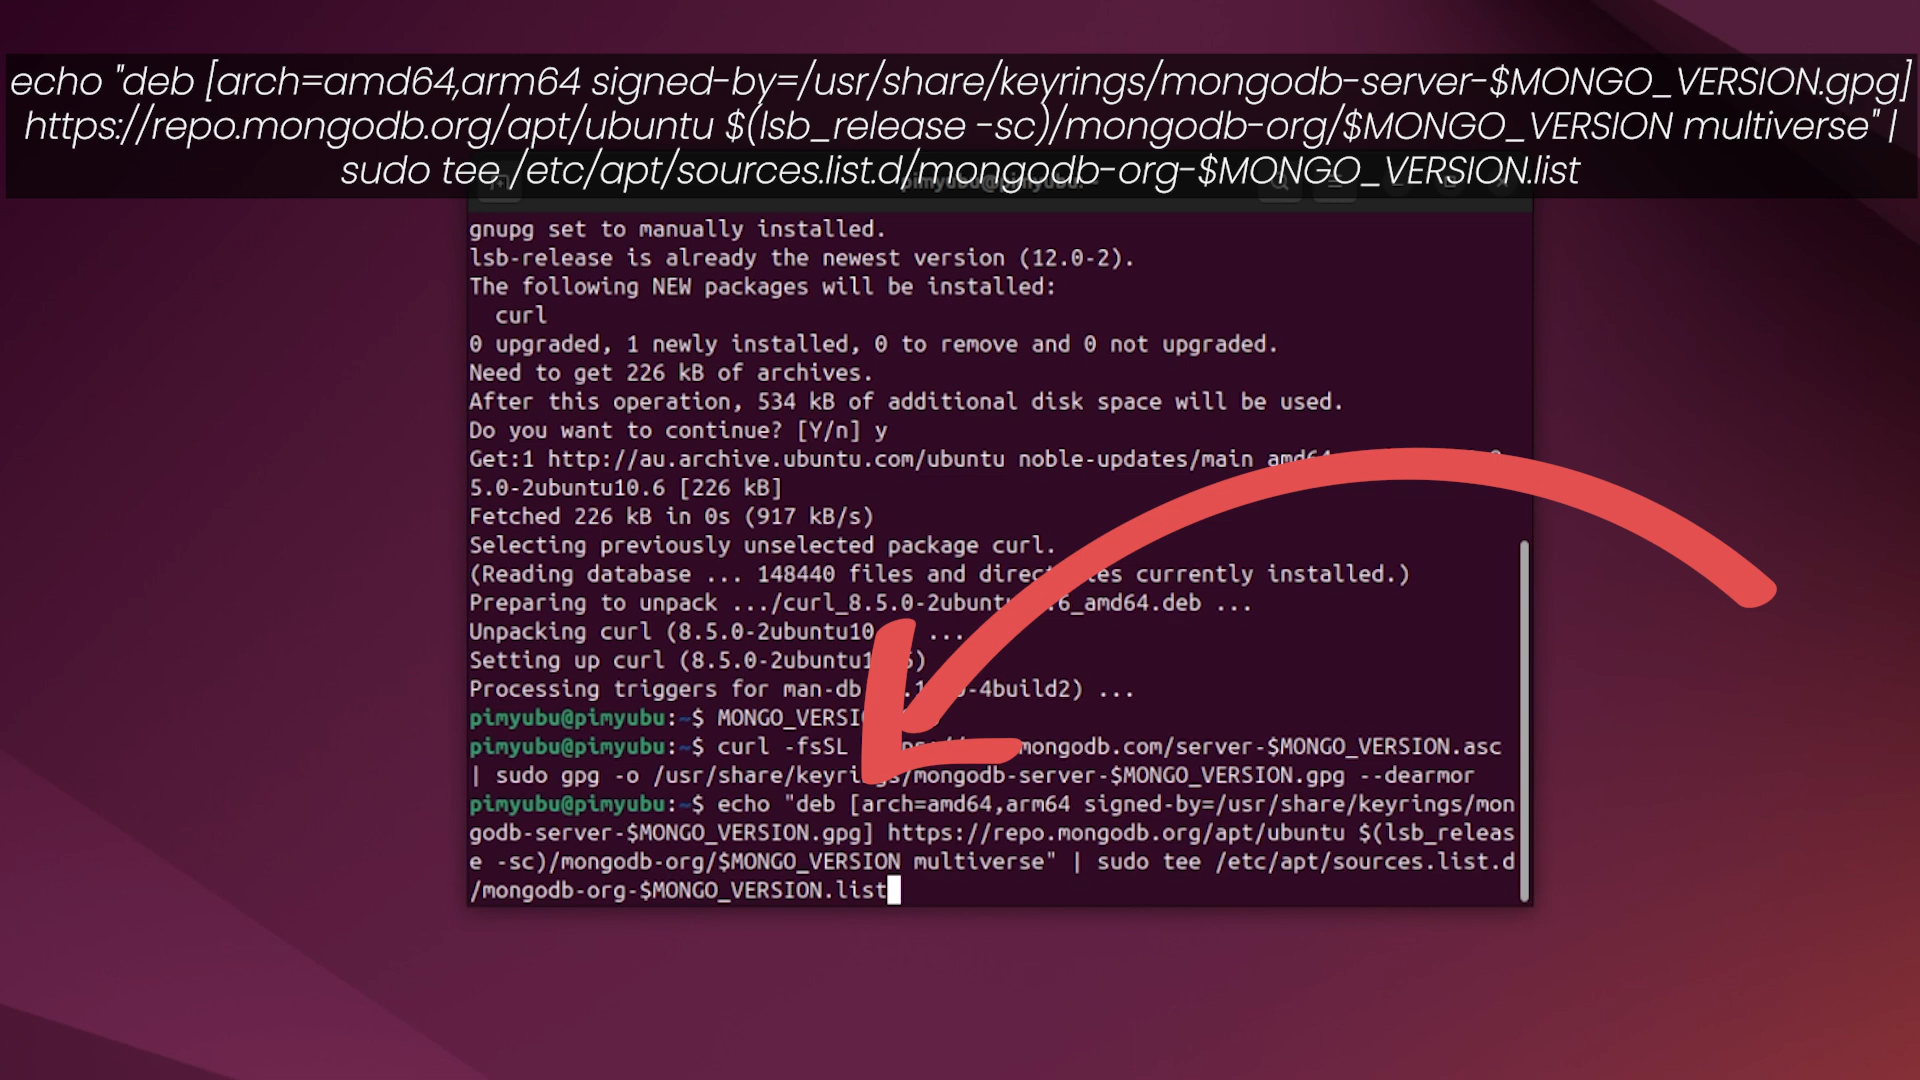 echo "deb [arch=amd64,arm64 signed-by=/usr/share/keyrings/mongodb-server-$MONGO_VERSION.gpg]
https://repo.mongodb.org/apt/ubuntu $(lsb_release -sc)/mongodb-org/$MONGO_VERSION multiverse" |
sudo tee /etc/apt/sources.list.d/mongodb-org-$MONGO_VERSION.list
pimyubu@pimyubu: ~
gnupg set to manually installed.
lsb-release is already the newest version (12.0-2).
The following NEW packages will be installed:
curl
0 upgraded, 1 newly installed, 0 to remove and 0 not upgraded.
Need to get 226 kB of archives.
After this operation, 534 kB of additional disk space will be used.
Do you want to continue? [Y/n] y
Get:1 http://au.archive.ubuntu.com/ubuntu noble-updates/main amd64
5.0-2ubuntu10.6 [226 kB]
Fetched 226 kB in 0s (917 kB/s)
Selecting previously unselected package curl.
(Reading database ... 148440 files and directories currently installed.)
Preparing to unpack .../curl_8.5.0-2ubuntu10.6_amd64.deb ...
Unpacking curl (8.5.0-2ubuntu10 ...
Setting up curl (8.5.0-2ubuntu10.6)
Processing triggers for man-db -4build2) ...
pimyubu@pimyubu:~$ MONGO_VERSI
pimyubu@pimyubu:~$ curl -fsSL mongodb.com/server-$MONGO_VERSION.asc
| sudo gpg -o /usr/share/keyrings/mongodb-server-$MONGO_VERSION.gpg --dearmor
pimyubu@pimyubu:~$ echo "deb [arch=amd64,arm64 signed-by=/usr/share/keyrings/mon
godb-server-$MONGO_VERSION.gpg] https://repo.mongodb.org/apt/ubuntu $(lsb_releas
e -sc)/mongodb-org/$MONGO_VERSION multiverse" | sudo tee /etc/apt/sources.list.d
/mongodb-org-$MONGO_VERSION.list